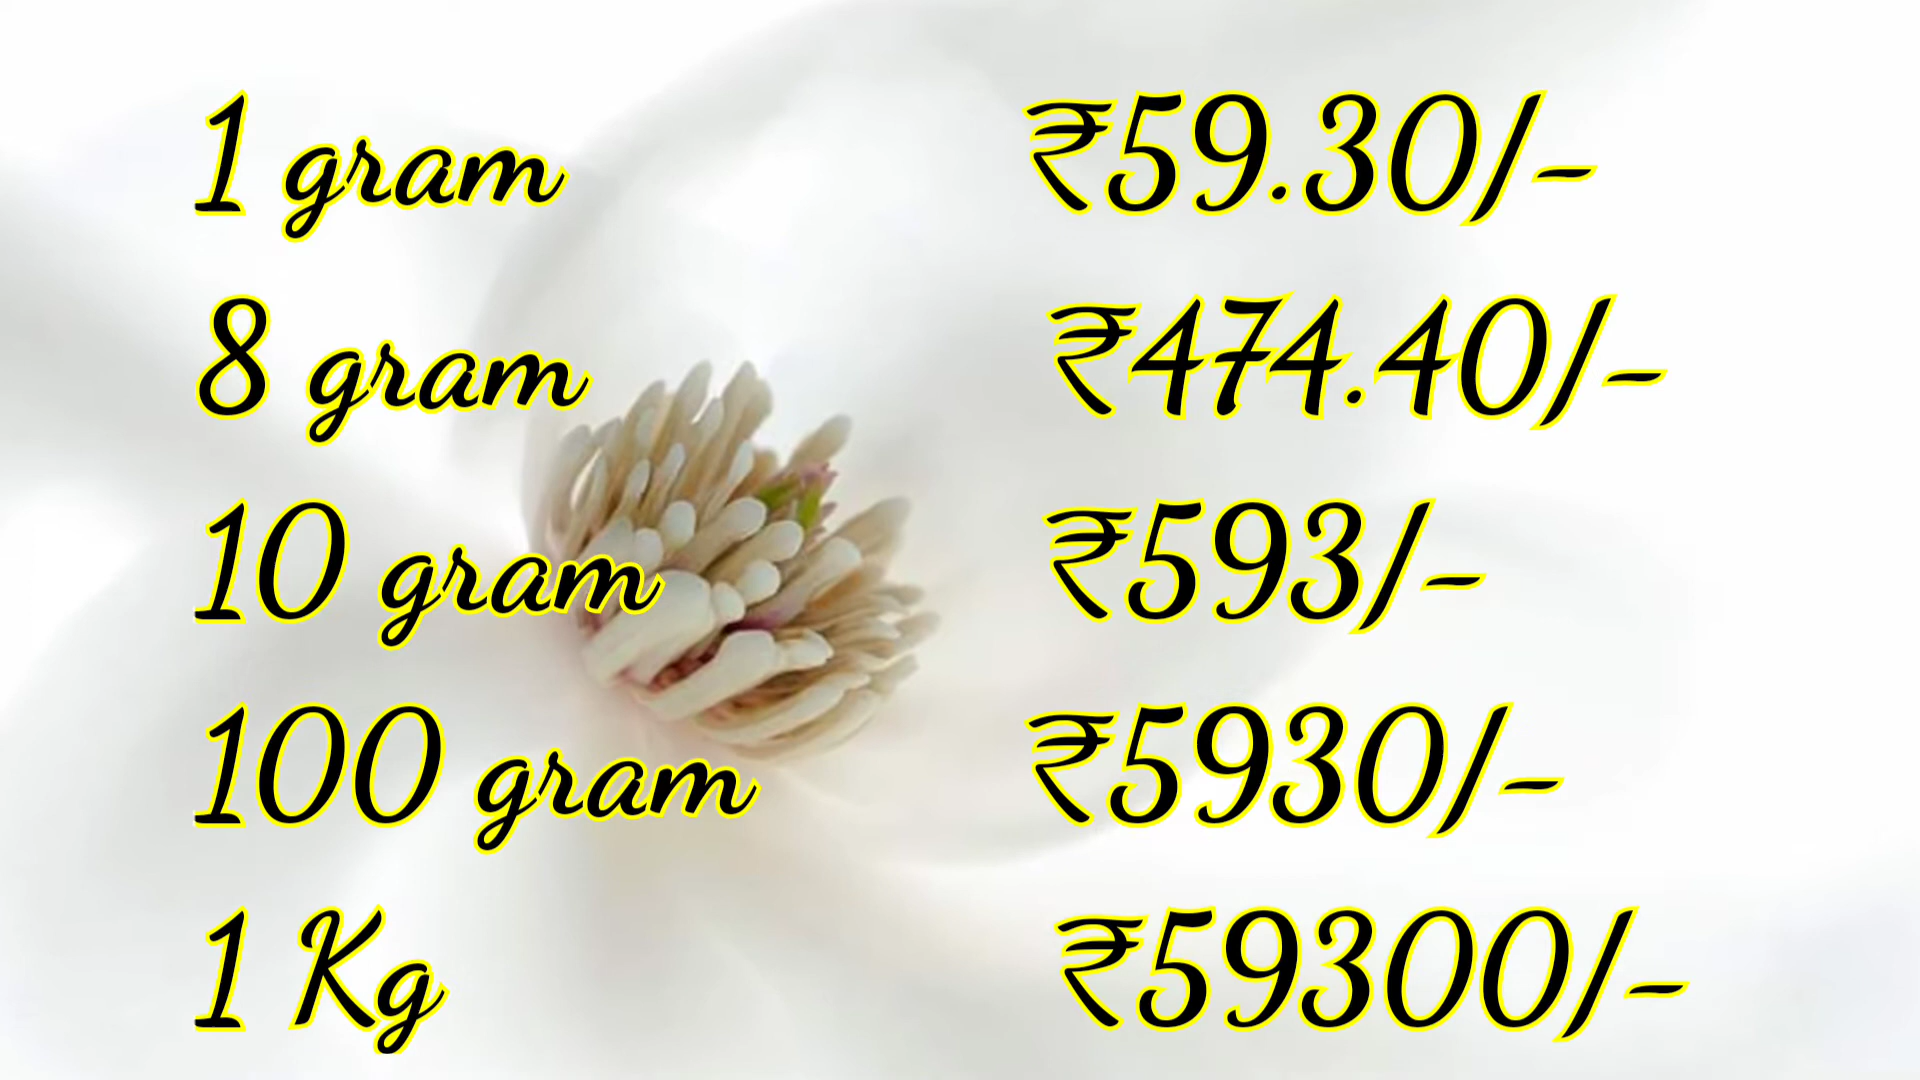 1 gram ₹59.30/-
8 gram ₹474.40/-
10 gram ₹593/-
100 gram ₹5930/-
1 Kg ₹59300/-